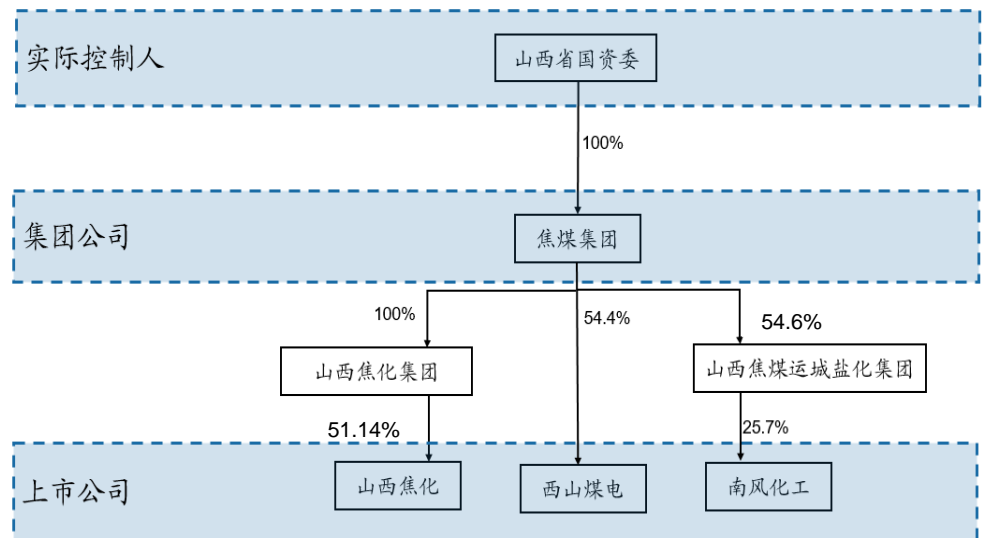 实际控制人
山西省国资委
100%
集团公司
焦煤集团
100%
54.4%
54.6%
山西焦化集团
山西焦煤运城盐化集团
51.14%
25.7%
上市公司
山西焦化
西山煤电
南风化工